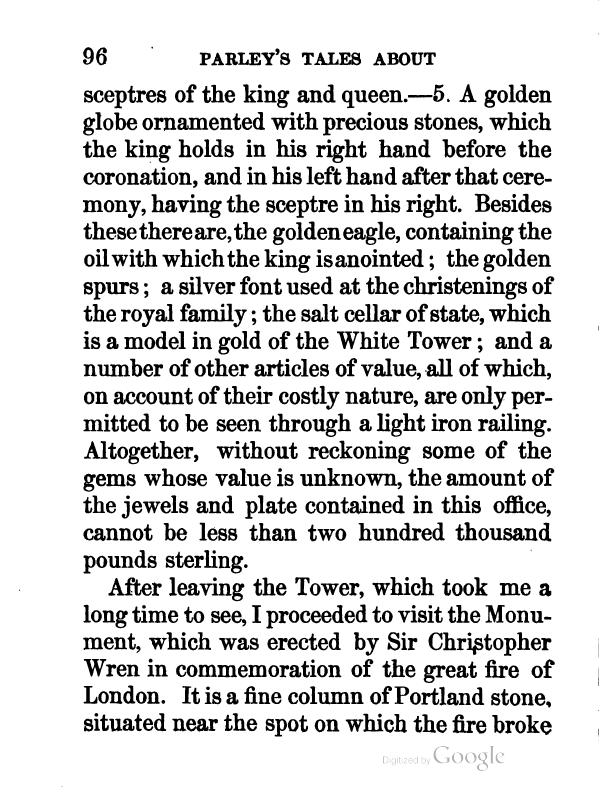 96 PARLEY'S TALES ABOUT
sceptres of the king and queen.—5. A golden
globe ornamented with precious stones, which
the king holds in his right hand before the
coronation, and in his left hand after that cere-
mony, having the sceptre in his right. Besides
these there are, the golden eagle, containing the
oil with which the king is anointed; the golden
spurs; a silver font used at the christenings of
the royal family; the salt cellar of state, which
is a model in gold of the White Tower; and a
number of other articles of value, all of which,
on account of their costly nature, are only per-
mitted to be seen through a light iron railing.
Altogether, without reckoning some of the
gems whose value is unknown, the amount of
the jewels and plate contained in this office,
cannot be less than two hundred thousand
pounds sterling.
After leaving the Tower, which took me a
long time to see, I proceeded to visit the Monu-
ment, which was erected by Sir Christopher
Wren in commemoration of the great fire of
London. It is a fine column of Portland stone,
situated near the spot on which the fire broke
Digitized by Google